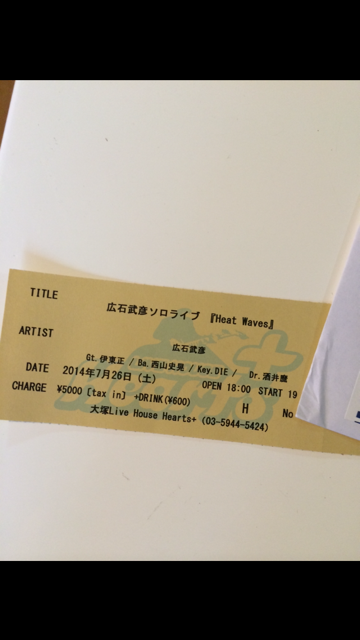 TITLE
広石武彦ソロライブ 『Heat Waves』
ARTIST
広石武彦
Gt.伊東正 / Ba.西山史晃 / Key.DIE / Dr.酒井愁
DATE 2014年7月26日(土) OPEN 18:00 START 19
CHARGE ¥5000 [tax in] +DRINK(¥600) H No
大塚Live House Hearts+ (03-5944-5424)